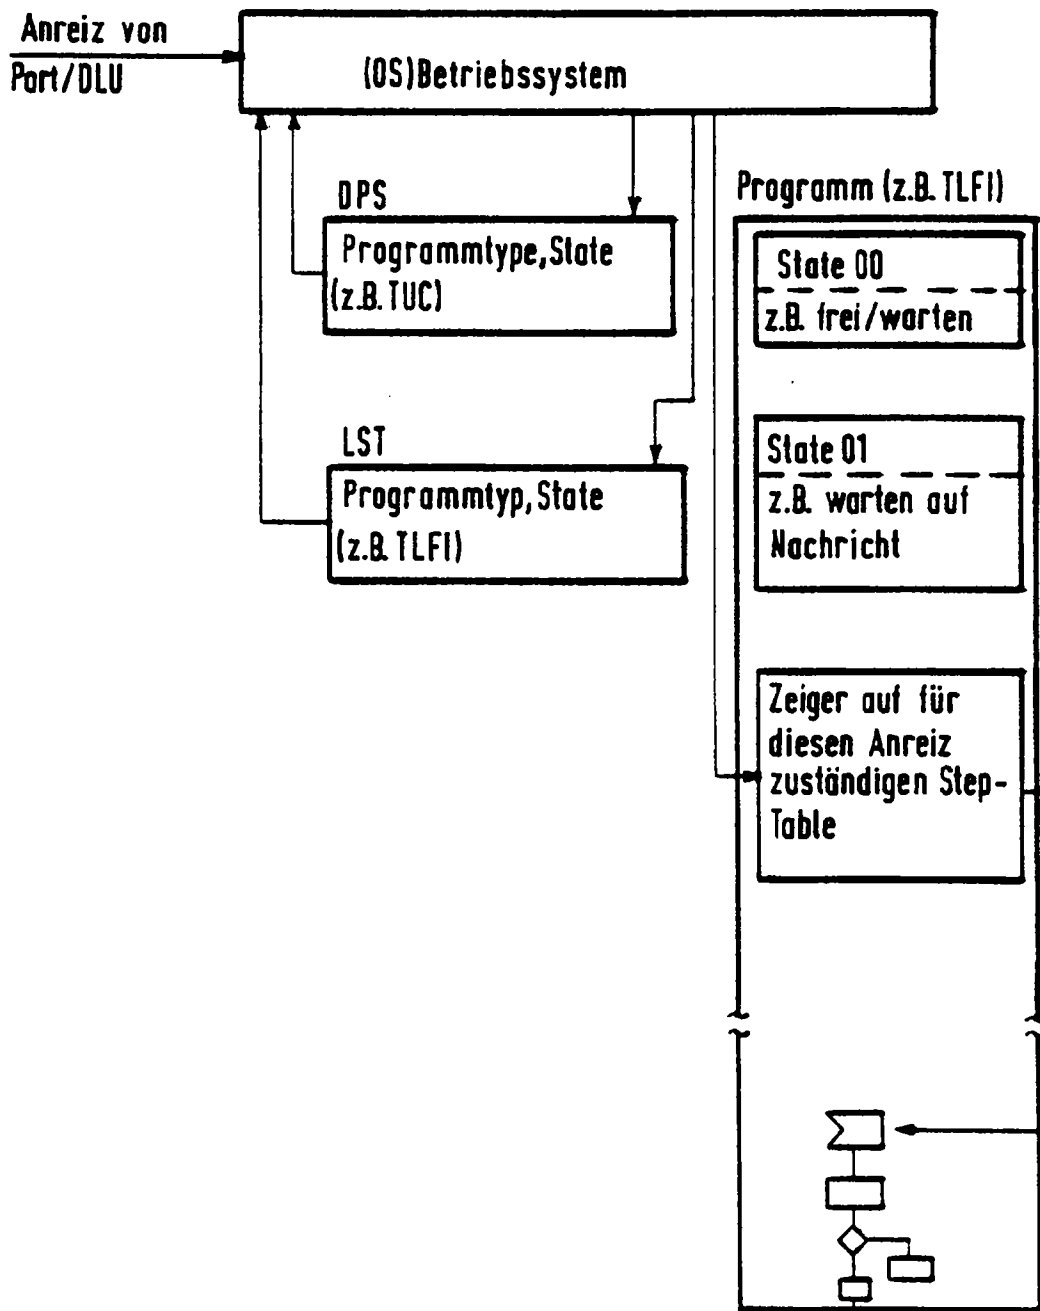 Anreiz von
Port/DLU
(OS)Betriebssystem
DPS
Programmtype,State
(z.B.TUC)
LST
Programmtyp,State
(z.B.TLFI)
Programm (z.B.TLFI)
State 00
z.B. frei/warten
State 01
z.B. warten auf
Nachricht
Zeiger auf für
diesen Anreiz
zuständigen Step-
Table